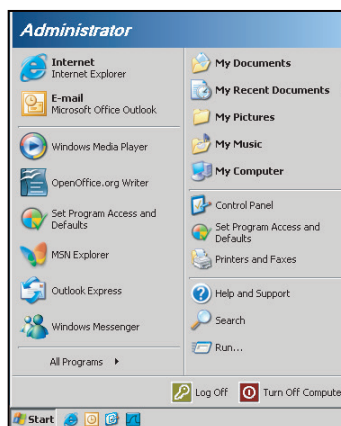 Administrator
Internet
Internet Explorer
E-mail
Microsoft Office Outlook
Windows Media Player
OpenOffice.org Writer
Set Program Access and
Defaults
MSN Explorer
Outlook Express
Windows Messenger
All Programs
My Documents
My Recent Documents
My Pictures
My Music
My Computer
Control Panel
Set Program Access and
Defaults
Printers and Faxes
Help and Support
Search
Run...
Log Off
Turn Off Compute
Start